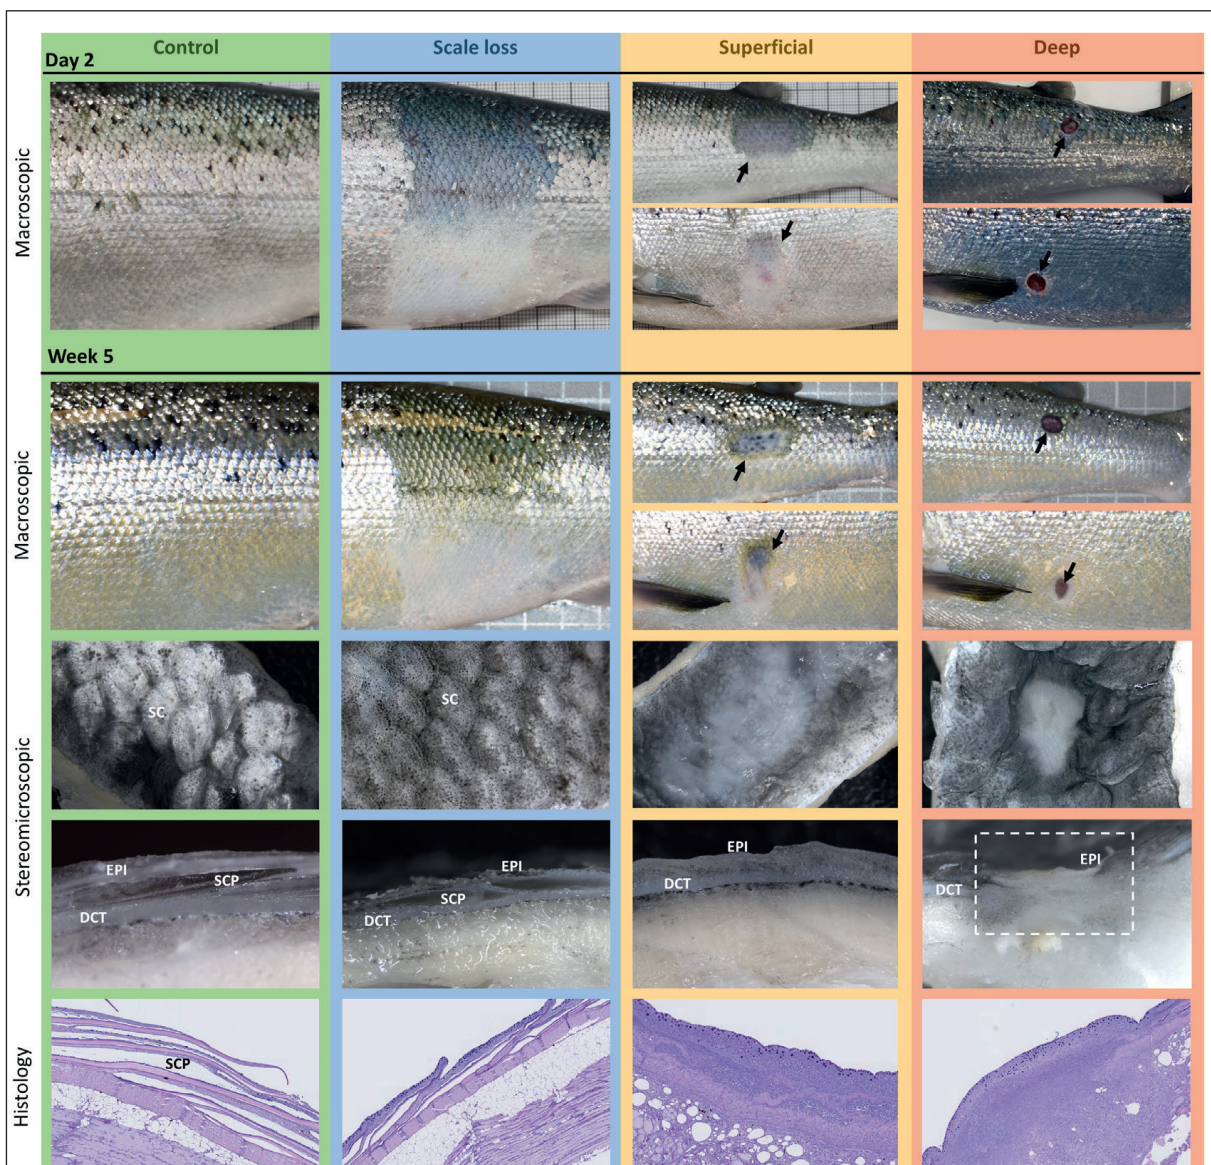 Control Scale loss Superficial Deep
Day 2
Macroscopic
Week 5
Macroscopic
Stereomicroscopic
SC SC
EPI SCP DCT
SCP DCT
EPI DCT
EPI DCT
Histology
SCP